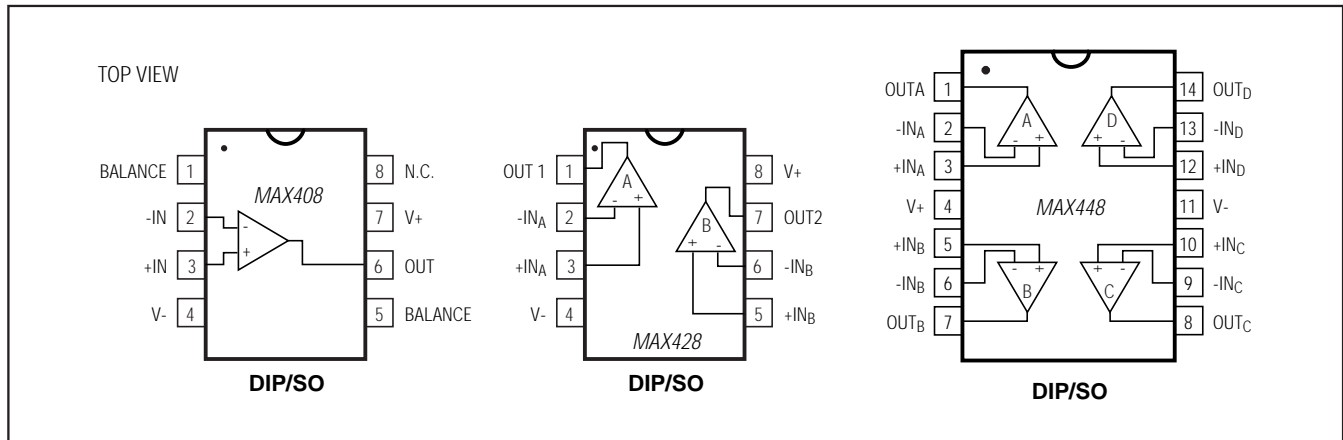 TOP VIEW
BALANCE 1
-IN 2
+IN 3
V- 4
MAX408
- 
+
8 N.C.
7 V+
6 OUT
5 BALANCE
DIP/SO
OUT 1 1
-INA 2
+INA 3
V- 4
A
- +
B
+ -
8 V+
7 OUT2
6 -INB
5 +INB
MAX428
DIP/SO
OUTA 1
-INA 2
+INA 3
V+ 4
+INB 5
-INB 6
OUTB 7
A
- +
D
+ -
MAX448
- +
B
+ -
C
14 OUTD
13 -IND
12 +IND
11 V-
10 +INC
9 -INC
8 OUTC
DIP/SO